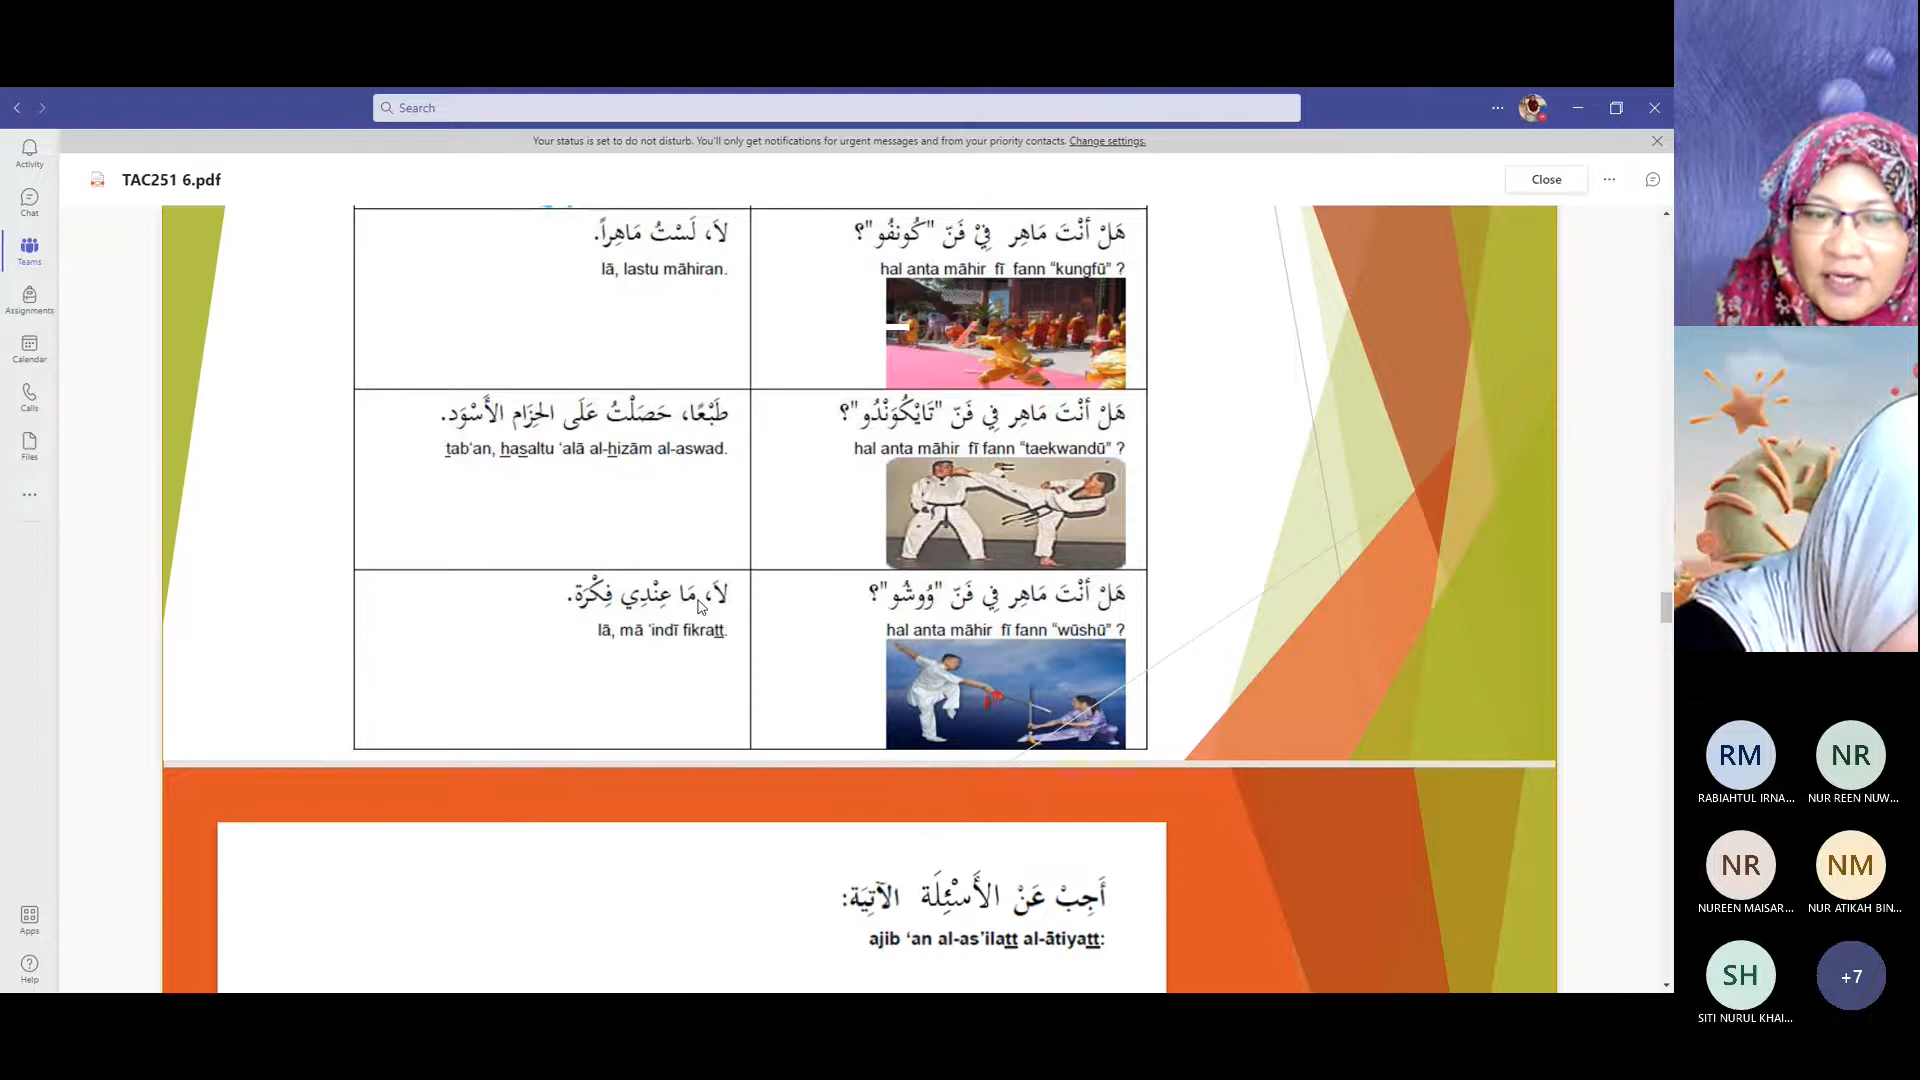 Search
Your status is set to do not disturb. You'll only get notifications for urgent messages and from your priority contacts. Change settings.
Activity
Chat
Teams
Assignments
Calendar
Calls
Files
Apps
Help
TAC251 6.pdf
Close
هَلْ أَنْتَ مَاهِر فِيْ فَنّ "كُونفُو"؟
hal anta māhir fī fann “kungfū” ?
لاَ، لَسْتُ مَاهِراً.
lā, lastu māhiran.
هَلْ أَنْتَ مَاهِر فِي فَنّ "تَايْكُوَنْدُو"؟
hal anta māhir fī fann “taekwandū” ?
طَبْعًا، حَصَلْتُ عَلَى الحِزَام الأَسْوَد.
tab‘an, hasaltu ‘alā al-hizām al-aswad.
هَلْ أَنْتَ مَاهِر فِي فَنّ "وُوشُو"؟
hal anta māhir fī fann “wūshū” ?
لاَ، مَا عِنْدِي فِكْرَة.
lā, mā ‘indī fikratt.
أَجِبْ عَنْ الأَسْئِلَة الآتِيَة:
ajib ‘an al-as’ilatt al-ātiyatt:
RM
RABIAHTUL IRNA...
NR
NUR REEN NUW...
NR
NUREEN MAISAR...
NM
NUR ATIKAH BIN...
SH
SITI NURUL KHAI...
+7